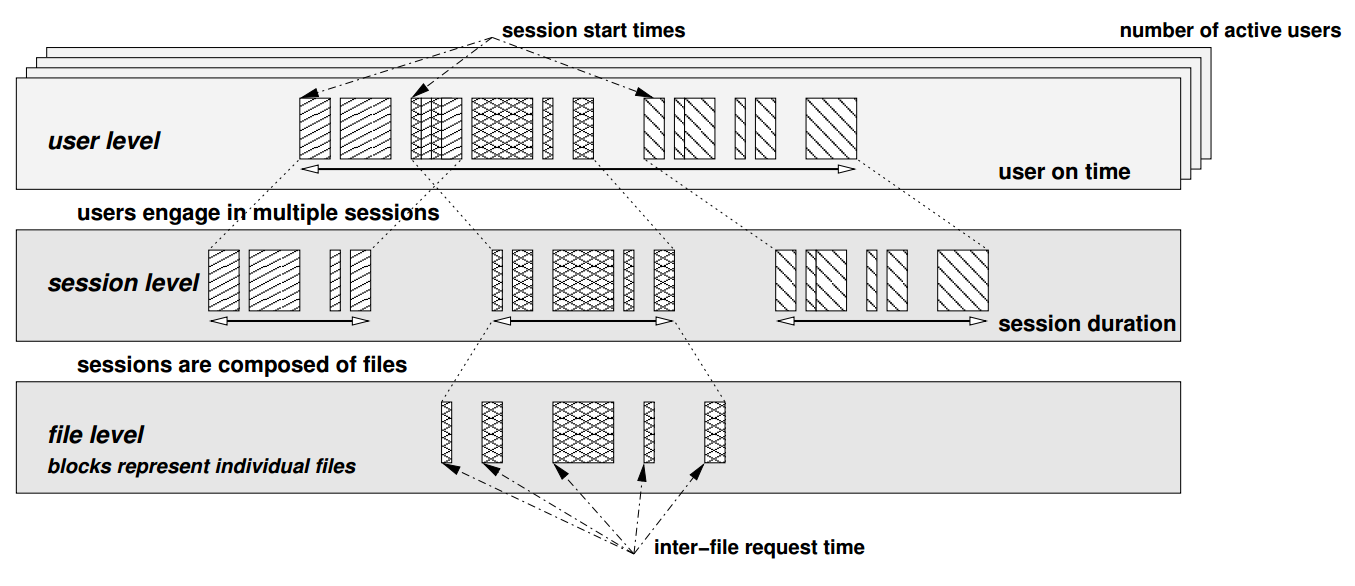 session start times
number of active users
user level
user on time
users engage in multiple sessions
session level
session duration
sessions are composed of files
file level
blocks represent individual files
inter−file request time